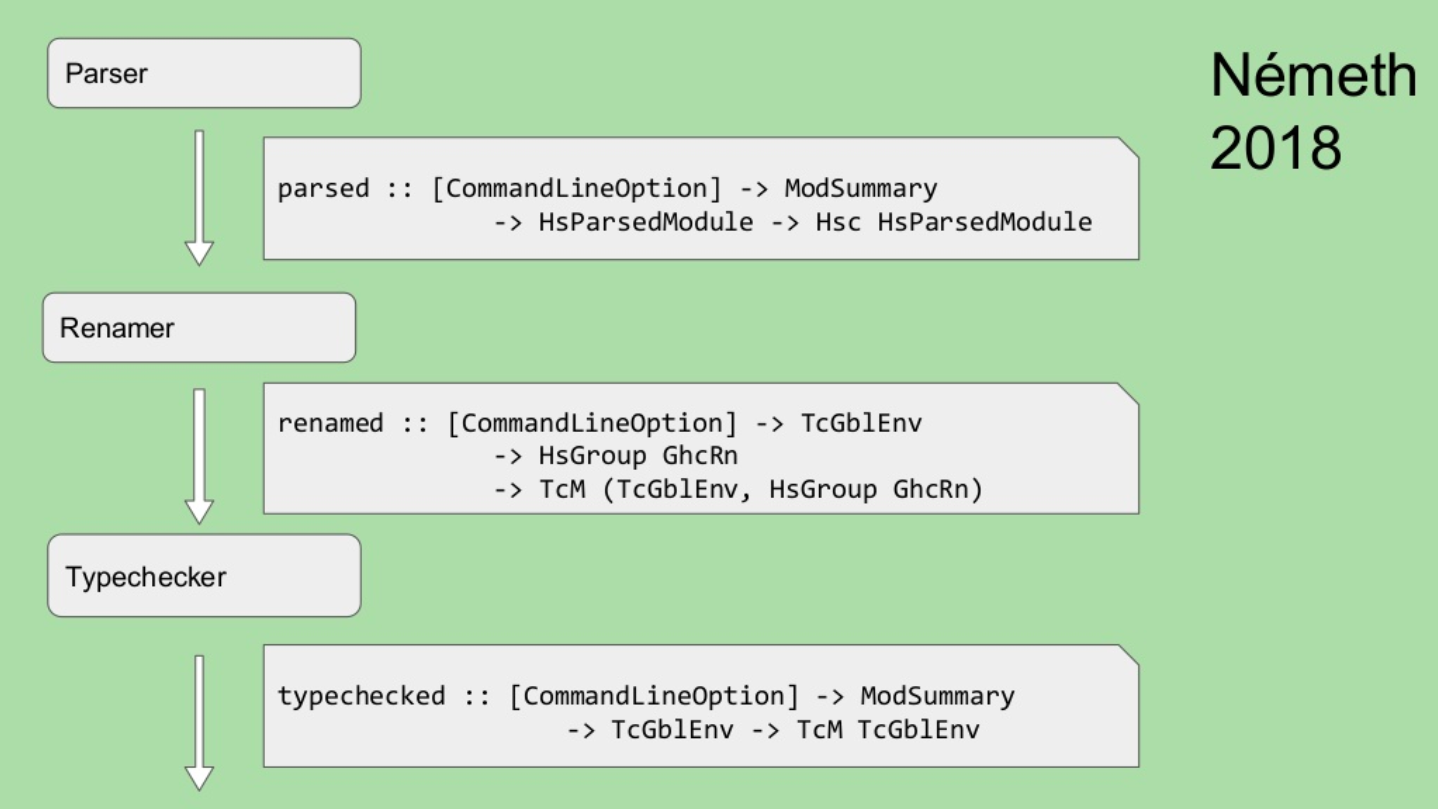 Parser
Németh
2018
parsed :: [CommandLineOption] -> ModSummary
-> HsParsedModule -> Hsc HsParsedModule
Renamer
renamed :: [CommandLineOption] -> TcGblEnv
-> HsGroup GhcRn
-> TcM (TcGblEnv, HsGroup GhcRn)
Typechecker
typechecked :: [CommandLineOption] -> ModSummary
-> TcGblEnv -> TcM TcGblEnv